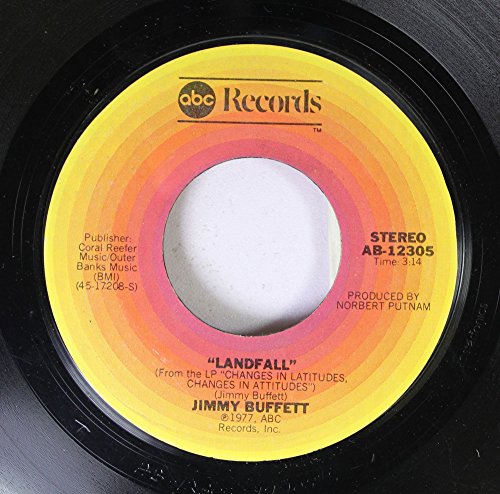 abc Records
TM
Publisher:
Coral Reefer
Music/Outer
Banks Music
(BMI)
(45-17208-S)
STEREO
AB-12305
Time: 3:14
PRODUCED BY
NORBERT PUTNAM
"LANDFALL"
(From the LP "CHANGES IN LATITUDES,
CHANGES IN ATTITUDES")
(Jimmy Buffett)
JIMMY BUFFETT
℗1977, ABC
Records, Inc.